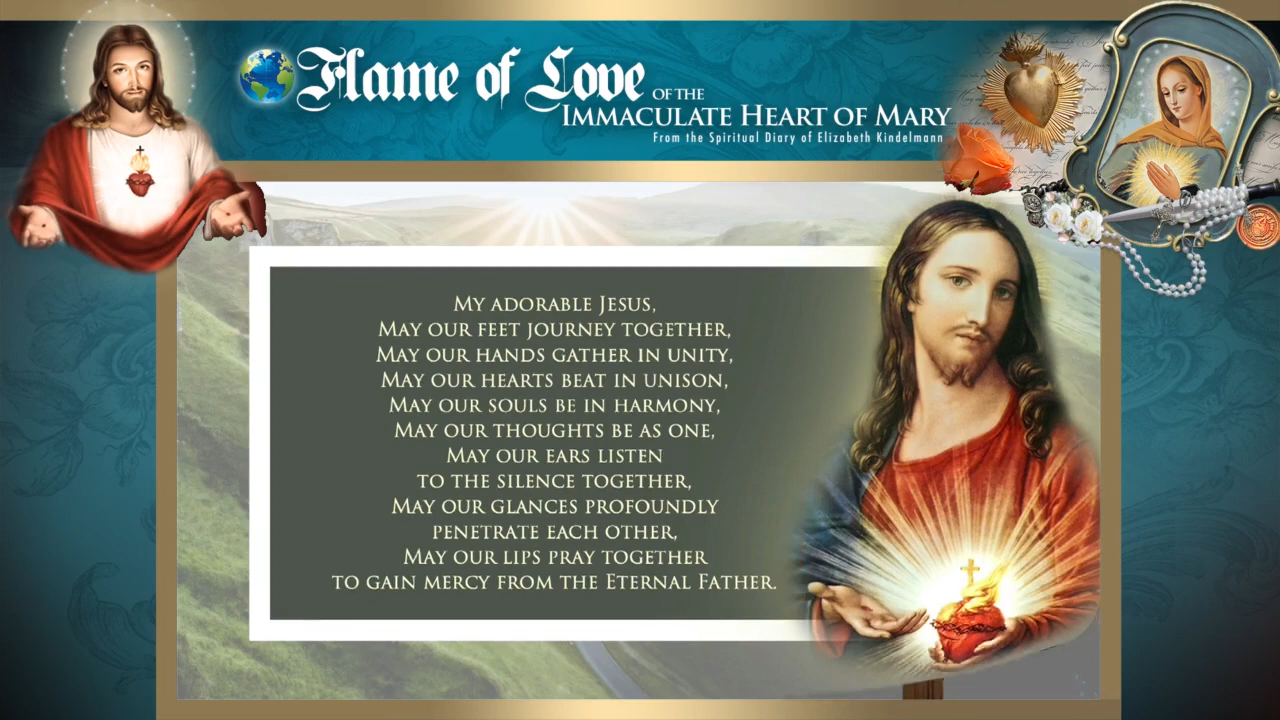 Flame of Love
OF THE
IMMACULATE HEART OF MARY
From the Spiritual Diary of Elizabeth Kindelmann
MY ADORABLE JESUS,
MAY OUR FEET JOURNEY TOGETHER,
MAY OUR HANDS GATHER IN UNITY,
MAY OUR HEARTS BEAT IN UNISON,
MAY OUR SOULS BE IN HARMONY,
MAY OUR THOUGHTS BE AS ONE,
MAY OUR EARS LISTEN
TO THE SILENCE TOGETHER,
MAY OUR GLANCES PROFOUNDLY
PENETRATE EACH OTHER,
MAY OUR LIPS PRAY TOGETHER
TO GAIN MERCY FROM THE ETERNAL FATHER.